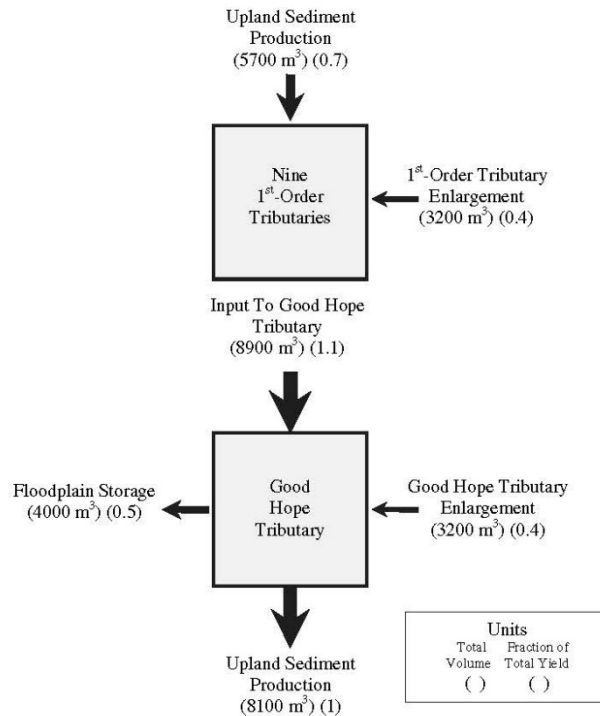 Upland Sediment
Production
(5700 m³) (0.7)
Nine
1st-Order
Tributaries
1st-Order Tributary
Enlargement
(3200 m³) (0.4)
Input To Good Hope
Tributary
(8900 m³) (1.1)
Floodplain Storage
(4000 m³) (0.5)
Good
Hope
Tributary
Good Hope Tributary
Enlargement
(3200 m³) (0.4)
Upland Sediment
Production
(8100 m³) (1)
Units
Total Fraction of
Volume Total Yield
( ) ( )